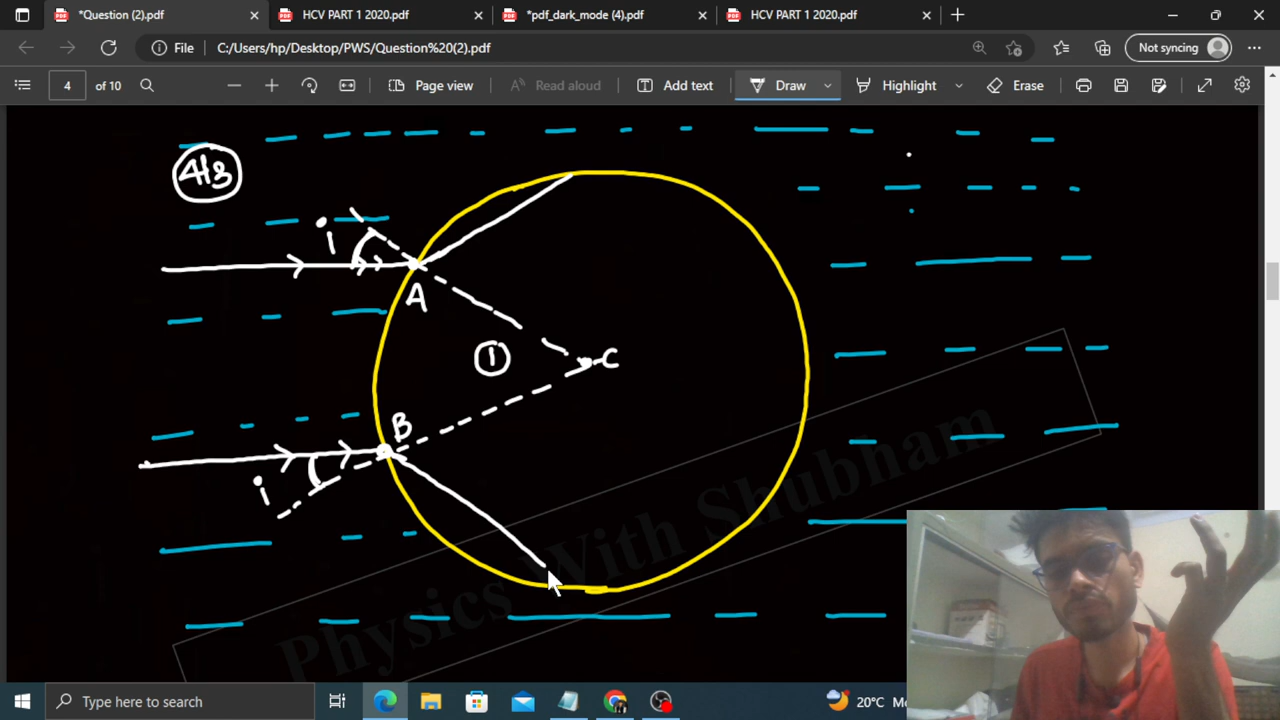 *Question (2).pdf
HCV PART 1 2020.pdf
*pdf_dark_mode (4).pdf
HCV PART 1 2020.pdf
File
C:/Users/hp/Desktop/PWS/Question%20(2).pdf
Not syncing
4
of 10
Page view
Read aloud
Add text
Draw
Highlight
Erase
4/3
i
A
1
C
B
i
Physics With Shubham
Type here to search
20°C